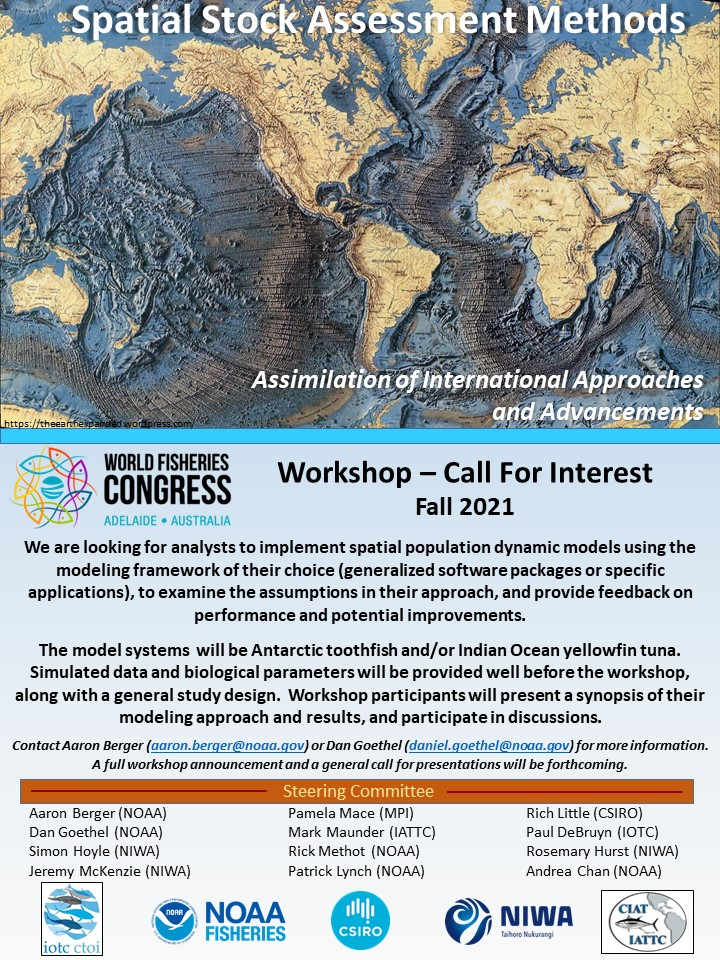 Spatial Stock Assessment Methods
Assimilation of International Approaches
and Advancements
https://theearthexpanded.wordpress.com/
WORLD FISHERIES
CONGRESS
ADELAIDE • AUSTRALIA
Workshop – Call For Interest
Fall 2021
We are looking for analysts to implement spatial population dynamic models using the
modeling framework of their choice (generalized software packages or specific
applications), to examine the assumptions in their approach, and provide feedback on
performance and potential improvements.
The model systems will be Antarctic toothfish and/or Indian Ocean yellowfin tuna.
Simulated data and biological parameters will be provided well before the workshop,
along with a general study design. Workshop participants will present a synopsis of their
modeling approach and results, and participate in discussions.
Contact Aaron Berger (aaron.berger@noaa.gov) or Dan Goethel (daniel.goethel@noaa.gov) for more information.
A full workshop announcement and a general call for presentations will be forthcoming.
Steering Committee
Aaron Berger (NOAA)
Dan Goethel (NOAA)
Simon Hoyle (NIWA)
Jeremy McKenzie (NIWA)
Pamela Mace (MPI)
Mark Maunder (IATTC)
Rick Methot (NOAA)
Patrick Lynch (NOAA)
Rich Little (CSIRO)
Paul DeBruyn (IOTC)
Rosemary Hurst (NIWA)
Andrea Chan (NOAA)
iotc ctoi
NOAA
NOAA
FISHERIES
CSIRO
NIWA
Taihoro Nukurangi
CIAT
IATTC